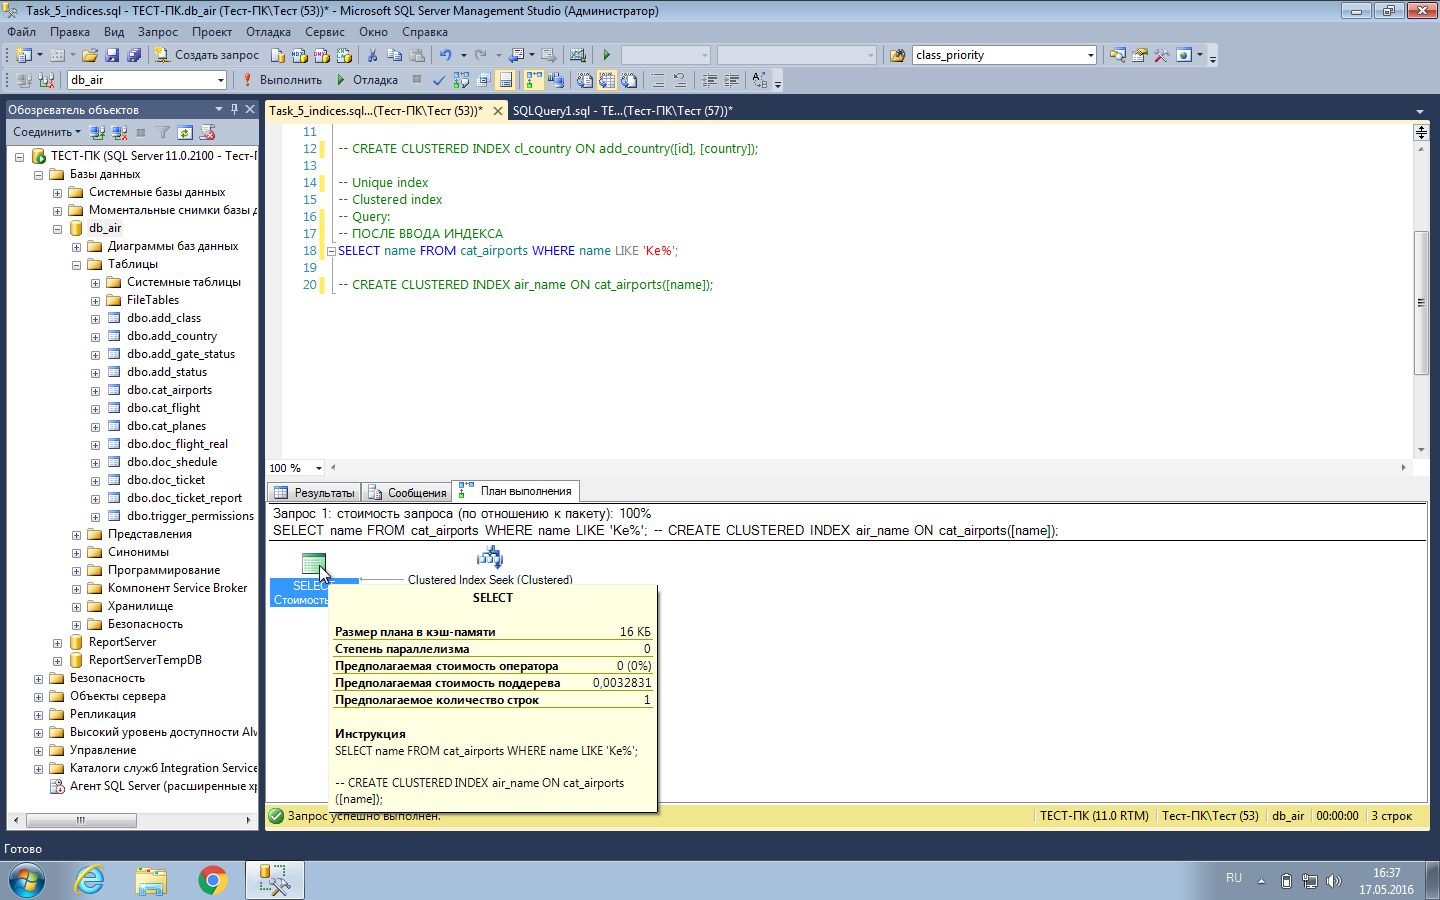 Task_5_indices.sql - ТЕСТ-ПК.db_air (Тест-ПК\Тест (53))* - Microsoft SQL Server Management Studio (Администратор)
Файл Правка Вид Запрос Проект Отладка Сервис Окно Справка
Создать запрос
class_priority
db_air
Выполнить
Отладка
Обозреватель объектов
Соединить
ТЕСТ-ПК (SQL Server 11.0.2100 - Тест-Г
Базы данных
Системные базы данных
Моментальные снимки базы д
db_air
Диаграммы баз данных
Таблицы
Системные таблицы
FileTables
dbo.add_class
dbo.add_country
dbo.add_gate_status
dbo.add_status
dbo.cat_airports
dbo.cat_flight
dbo.cat_planes
dbo.doc_flight_real
dbo.doc_shedule
dbo.doc_ticket
dbo.doc_ticket_report
dbo.trigger_permissions
Представления
Синонимы
Программирование
Компонент Service Broker
Хранилище
Безопасность
ReportServer
ReportServerTempDB
Безопасность
Объекты сервера
Репликация
Высокий уровень доступности Alv
Управление
Каталоги служб Integration Service
Агент SQL Server (расширенные хр
Task_5_indices.sql...(Тест-ПК\Тест (53))*
SQLQuery1.sql - ТЕ...(Тест-ПК\Тест (57))*
11
12 -- CREATE CLUSTERED INDEX cl_country ON add_country([id], [country]);
13
14 -- Unique index
15 -- Clustered index
16 -- Query:
17 -- ПОСЛЕ ВВОДА ИНДЕКСА
18 SELECT name FROM cat_airports WHERE name LIKE 'Ke%';
19
20 -- CREATE CLUSTERED INDEX air_name ON cat_airports([name]);
100 %
Результаты
Сообщения
План выполнения
Запрос 1: стоимость запроса (по отношению к пакету): 100%
SELECT name FROM cat_airports WHERE name LIKE 'Ke%'; -- CREATE CLUSTERED INDEX air_name ON cat_airports([name]);
SELEC
Стоимость
Clustered Index Seek (Clustered)
SELECT
Размер плана в кэш-памяти 16 КБ
Степень параллелизма 0
Предполагаемая стоимость оператора 0 (0%)
Предполагаемая стоимость поддерева 0,0032831
Предполагаемое количество строк 1
Инструкция
SELECT name FROM cat_airports WHERE name LIKE 'Ke%';
-- CREATE CLUSTERED INDEX air_name ON cat_airports
([name]);
Запрос успешно выполнен.
ТЕСТ-ПК (11.0 RTM)
Тест-ПК\Тест (53)
db_air
00:00:00
3 строк
Готово
RU
16:37
17.05.2016